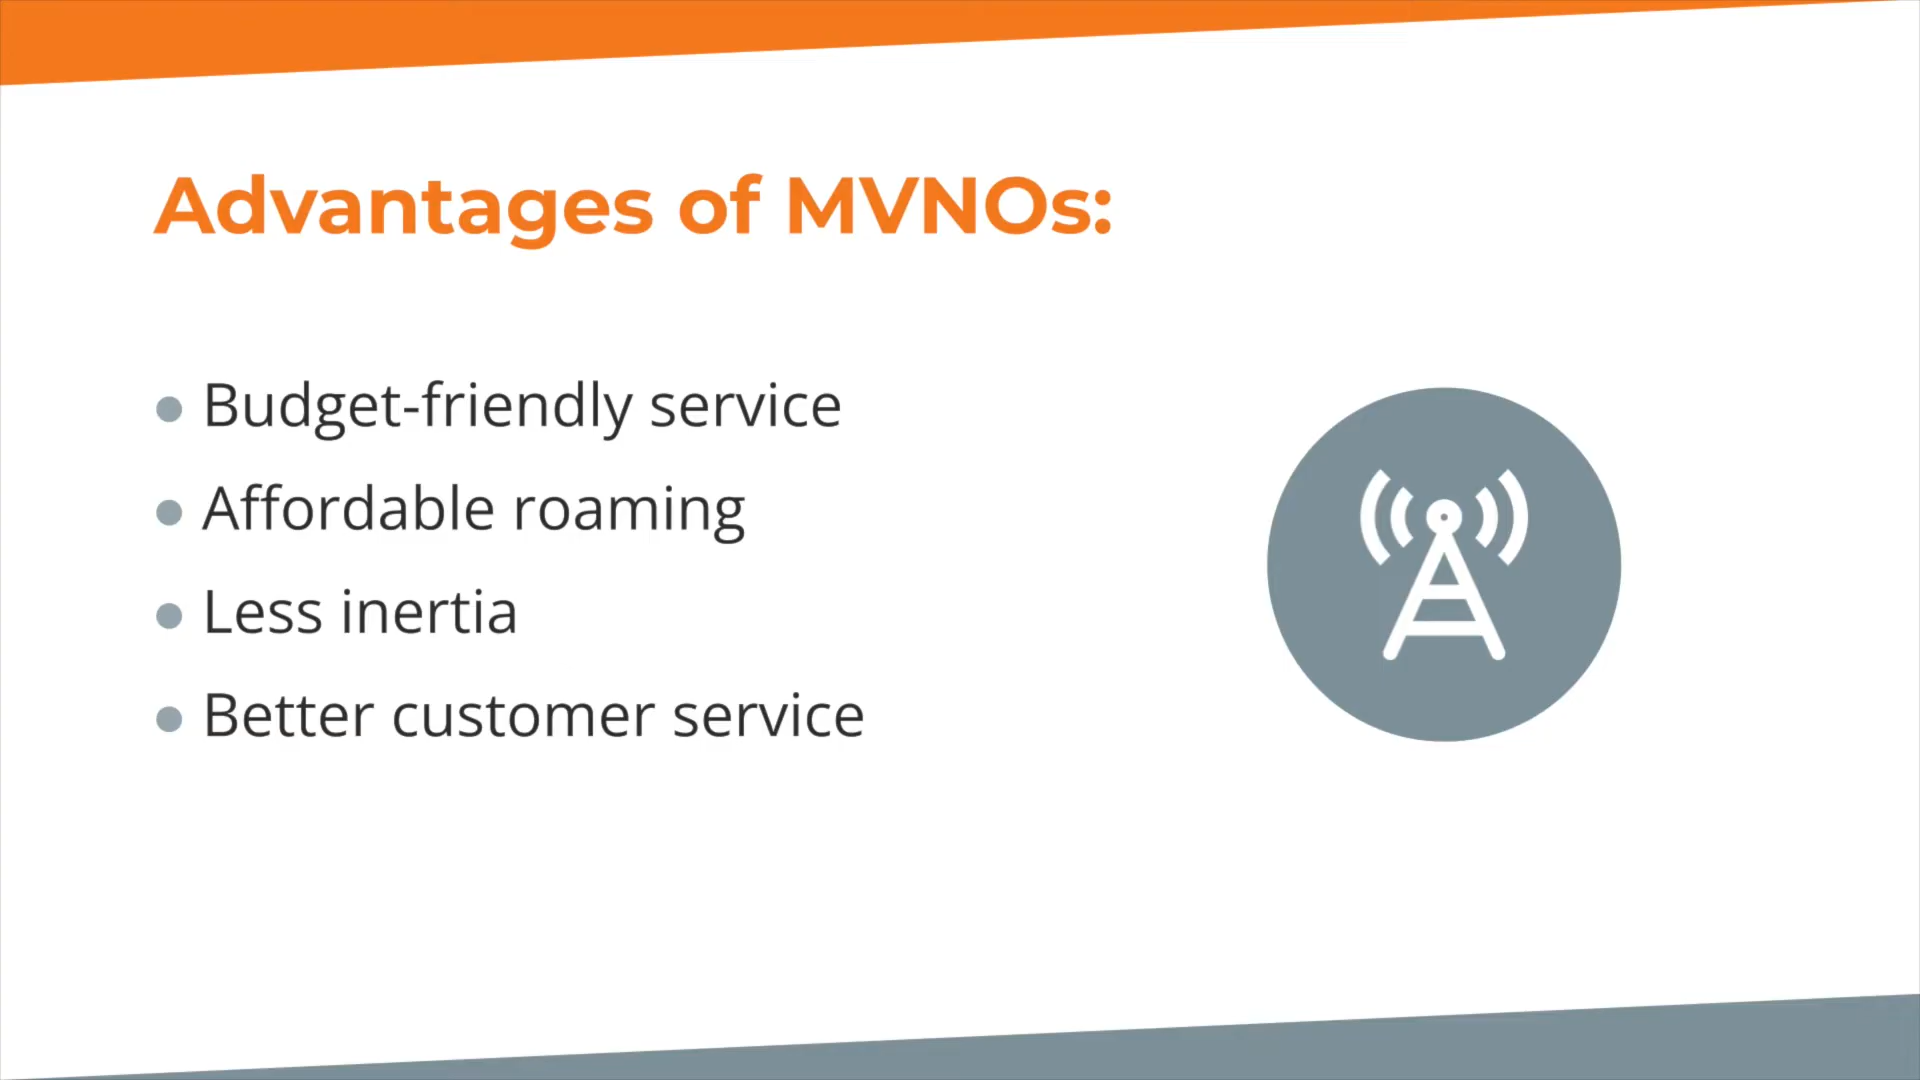 Advantages of MVNOs:
Budget-friendly service
Affordable roaming
Less inertia
Better customer service